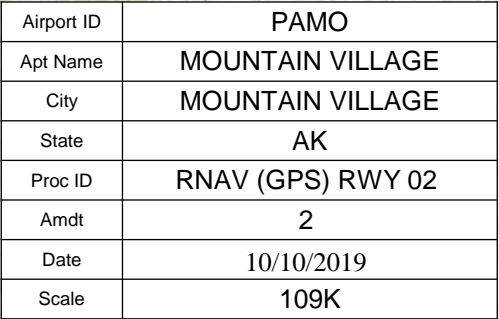 Airport ID PAMO
Apt Name MOUNTAIN VILLAGE
City MOUNTAIN VILLAGE
State AK
Proc ID RNAV (GPS) RWY 02
Amdt 2
Date 10/10/2019
Scale 109K